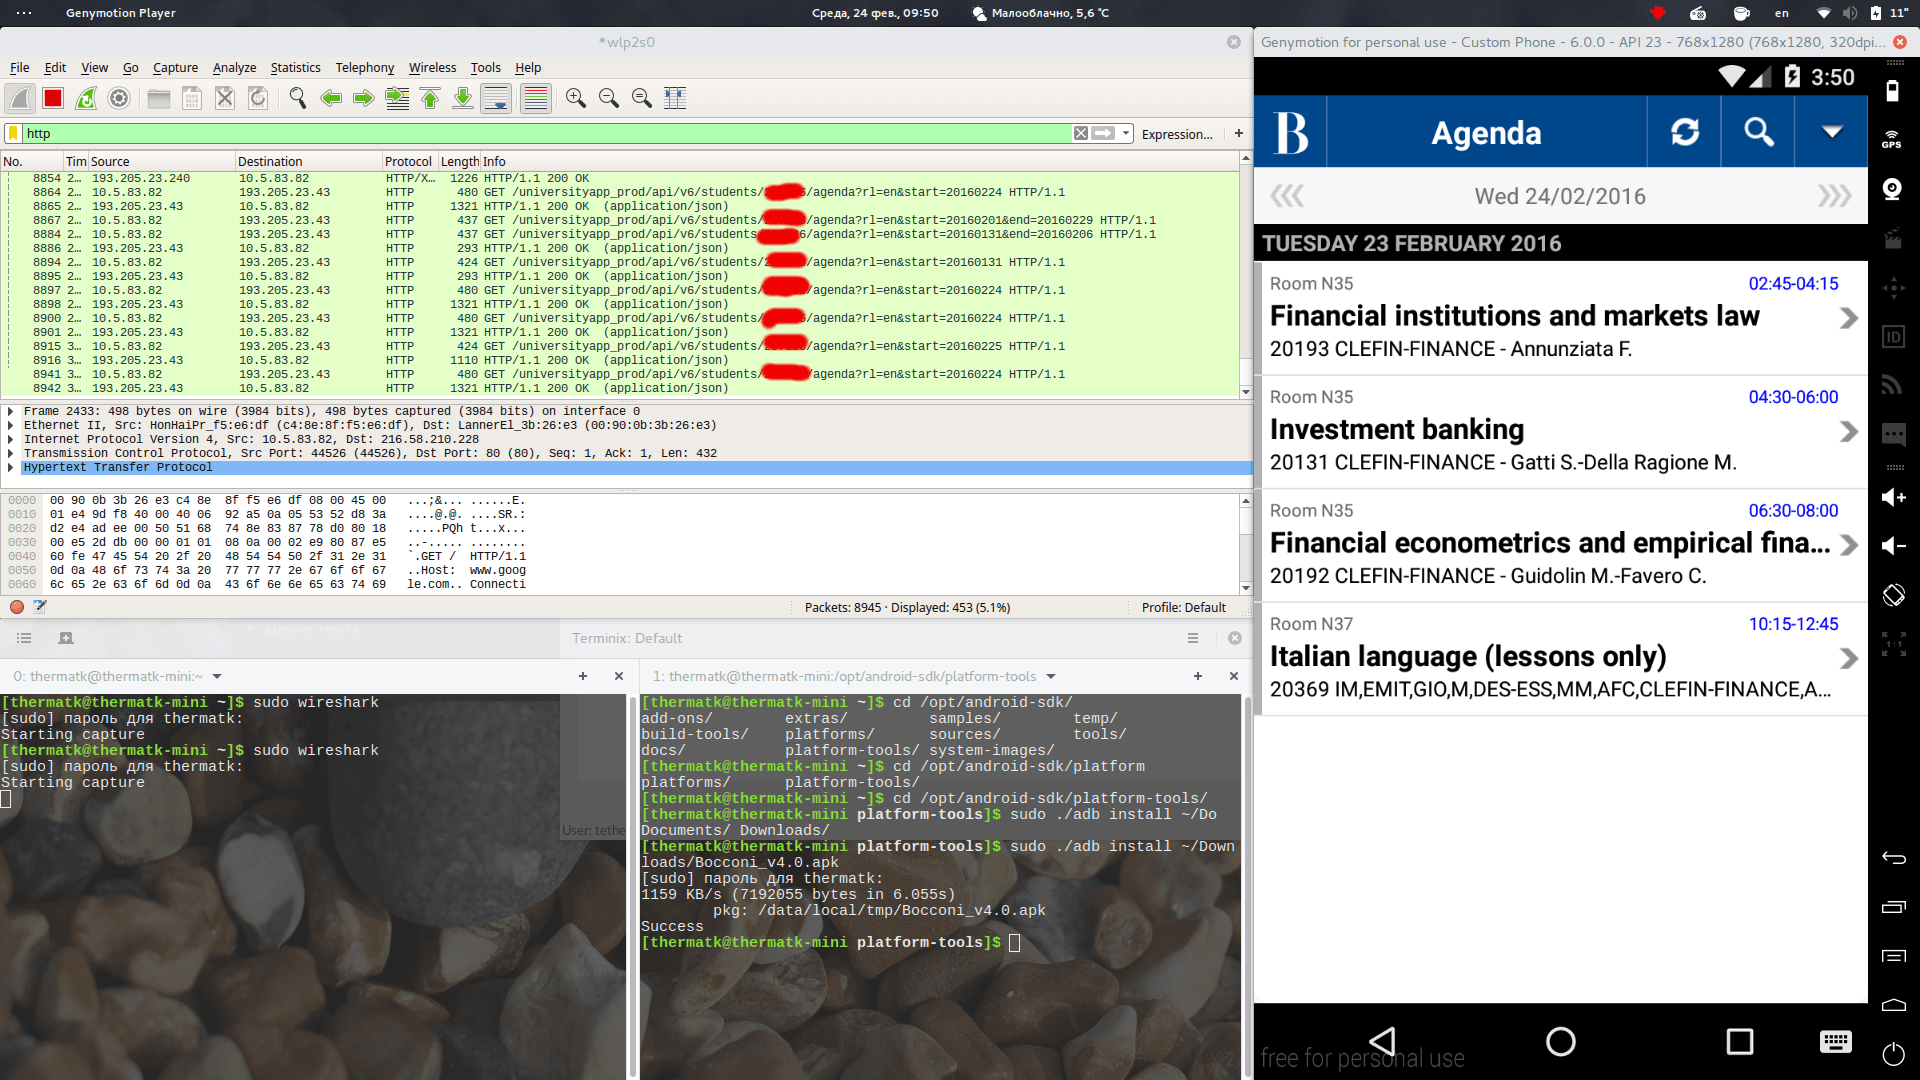 Genymotion Player
Среда, 24 фев., 09:50
Малооблачно, 5,6 °C
en
11"
*wlp2s0
File Edit View Go Capture Analyze Statistics Telephony Wireless Tools Help
http
Expression... +
No. Tim Source Destination Protocol Length Info
8854 2... 193.205.23.240 10.5.83.82 HTTP/X... 1226 HTTP/1.1 200 OK
8864 2... 10.5.83.82 193.205.23.43 HTTP 480 GET /universityapp_prod/api/v6/students/ /agenda?rl=en&start=20160224 HTTP/1.1
8865 2... 193.205.23.43 10.5.83.82 HTTP 1321 HTTP/1.1 200 OK (application/json)
8867 2... 10.5.83.82 193.205.23.43 HTTP 437 GET /universityapp_prod/api/v6/students/ /agenda?rl=en&start=20160201&end=20160229 HTTP/1.1
8884 2... 10.5.83.82 193.205.23.43 HTTP 437 GET /universityapp_prod/api/v6/students/ /agenda?rl=en&start=20160131&end=20160206 HTTP/1.1
8886 2... 193.205.23.43 10.5.83.82 HTTP 293 HTTP/1.1 200 OK (application/json)
8894 2... 10.5.83.82 193.205.23.43 HTTP 424 GET /universityapp_prod/api/v6/students/ /agenda?rl=en&start=20160131 HTTP/1.1
8895 2... 193.205.23.43 10.5.83.82 HTTP 293 HTTP/1.1 200 OK (application/json)
8897 2... 10.5.83.82 193.205.23.43 HTTP 480 GET /universityapp_prod/api/v6/students/ /agenda?rl=en&start=20160224 HTTP/1.1
8898 2... 193.205.23.43 10.5.83.82 HTTP 1321 HTTP/1.1 200 OK (application/json)
8900 2... 10.5.83.82 193.205.23.43 HTTP 480 GET /universityapp_prod/api/v6/students/ /agenda?rl=en&start=20160224 HTTP/1.1
8901 2... 193.205.23.43 10.5.83.82 HTTP 1321 HTTP/1.1 200 OK (application/json)
8915 3... 10.5.83.82 193.205.23.43 HTTP 424 GET /universityapp_prod/api/v6/students/ /agenda?rl=en&start=20160225 HTTP/1.1
8916 3... 193.205.23.43 10.5.83.82 HTTP 1110 HTTP/1.1 200 OK (application/json)
8941 3... 10.5.83.82 193.205.23.43 HTTP 480 GET /universityapp_prod/api/v6/students/ /agenda?rl=en&start=20160224 HTTP/1.1
8942 3... 193.205.23.43 10.5.83.82 HTTP 1321 HTTP/1.1 200 OK (application/json)
Frame 2433: 498 bytes on wire (3984 bits), 498 bytes captured (3984 bits) on interface 0
Ethernet II, Src: HonHaiPr_f5:e6:df (c4:8e:8f:f5:e6:df), Dst: LannerEl_3b:26:e3 (00:90:0b:3b:26:e3)
Internet Protocol Version 4, Src: 10.5.83.82, Dst: 216.58.210.228
Transmission Control Protocol, Src Port: 44526 (44526), Dst Port: 80 (80), Seq: 1, Ack: 1, Len: 432
Hypertext Transfer Protocol
0000 00 90 0b 3b 26 e3 c4 8e 8f f5 e6 df 08 00 45 00 ...;&... ......E.
0010 01 e4 9d f8 40 00 40 06 92 a5 0a 05 53 52 d8 3a ....@.@. ....SR.:
0020 d2 e4 ad ee 00 50 51 68 74 8e 83 87 78 d0 80 18 .....PQh t...x...
0030 00 e5 2d db 00 00 01 01 08 0a 00 02 e9 80 87 e5 ..-..... ........
0040 60 fe 47 45 54 20 2f 20 48 54 54 50 2f 31 2e 31 `.GET / HTTP/1.1
0050 0d 0a 48 6f 73 74 3a 20 77 77 77 2e 67 6f 6f 67 ..Host: www.goog
0060 6c 65 2e 63 6f 6d 0d 0a 43 6f 6e 6e 65 63 74 69 le.com.. Connecti
Packets: 8945 · Displayed: 453 (5.1%)
Profile: Default
Другие места
Terminix: Default
0: thermatk@thermatk-mini:~
[thermatk@thermatk-mini ~]$ sudo wireshark
[sudo] пароль для thermatk:
Starting capture
[thermatk@thermatk-mini ~]$ sudo wireshark
[sudo] пароль для thermatk:
Starting capture
User: tethe
1: thermatk@thermatk-mini:/opt/android-sdk/platform-tools
[thermatk@thermatk-mini ~]$ cd /opt/android-sdk/
add-ons/ extras/ samples/ temp/
build-tools/ platforms/ sources/ tools/
docs/ platform-tools/ system-images/
[thermatk@thermatk-mini ~]$ cd /opt/android-sdk/platform
platforms/ platform-tools/
[thermatk@thermatk-mini ~]$ cd /opt/android-sdk/platform-tools/
[thermatk@thermatk-mini platform-tools]$ sudo ./adb install ~/Do
Documents/ Downloads/
[thermatk@thermatk-mini platform-tools]$ sudo ./adb install ~/Down
loads/Bocconi_v4.0.apk
[sudo] пароль для thermatk:
1159 KB/s (7192055 bytes in 6.055s)
pkg: /data/local/tmp/Bocconi_v4.0.apk
Success
[thermatk@thermatk-mini platform-tools]$
Genymotion for personal use - Custom Phone - 6.0.0 - API 23 - 768x1280 (768x1280, 320dpi...
3:50
B
Agenda
Wed 24/02/2016
TUESDAY 23 FEBRUARY 2016
Room N35 02:45-04:15
Financial institutions and markets law
20193 CLEFIN-FINANCE - Annunziata F.
Room N35 04:30-06:00
Investment banking
20131 CLEFIN-FINANCE - Gatti S.-Della Ragione M.
Room N35 06:30-08:00
Financial econometrics and empirical fina...
20192 CLEFIN-FINANCE - Guidolin M.-Favero C.
Room N37 10:15-12:45
Italian language (lessons only)
20369 IM,EMIT,GIO,M,DES-ESS,MM,AFC,CLEFIN-FINANCE,A...
free for personal use
GPS
ID
1:1